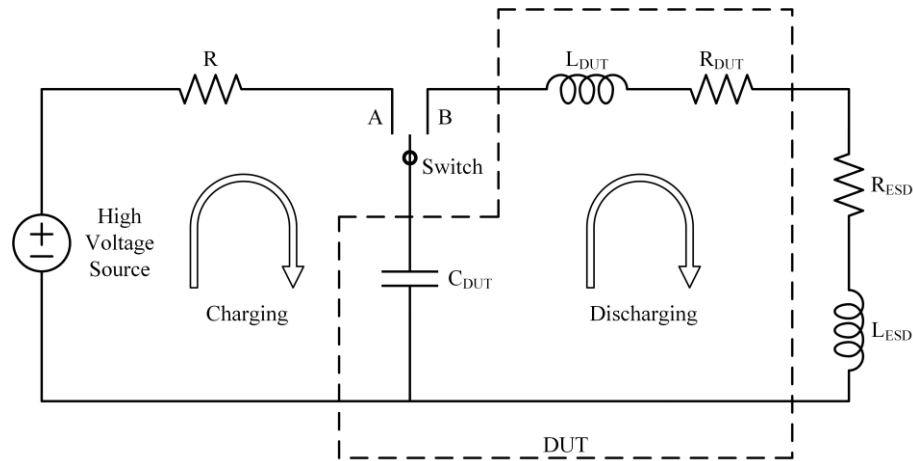 R
L_DUT
R_DUT
A
B
Switch
R_ESD
High
Voltage
Source
+
−
C_DUT
Charging
Discharging
L_ESD
DUT